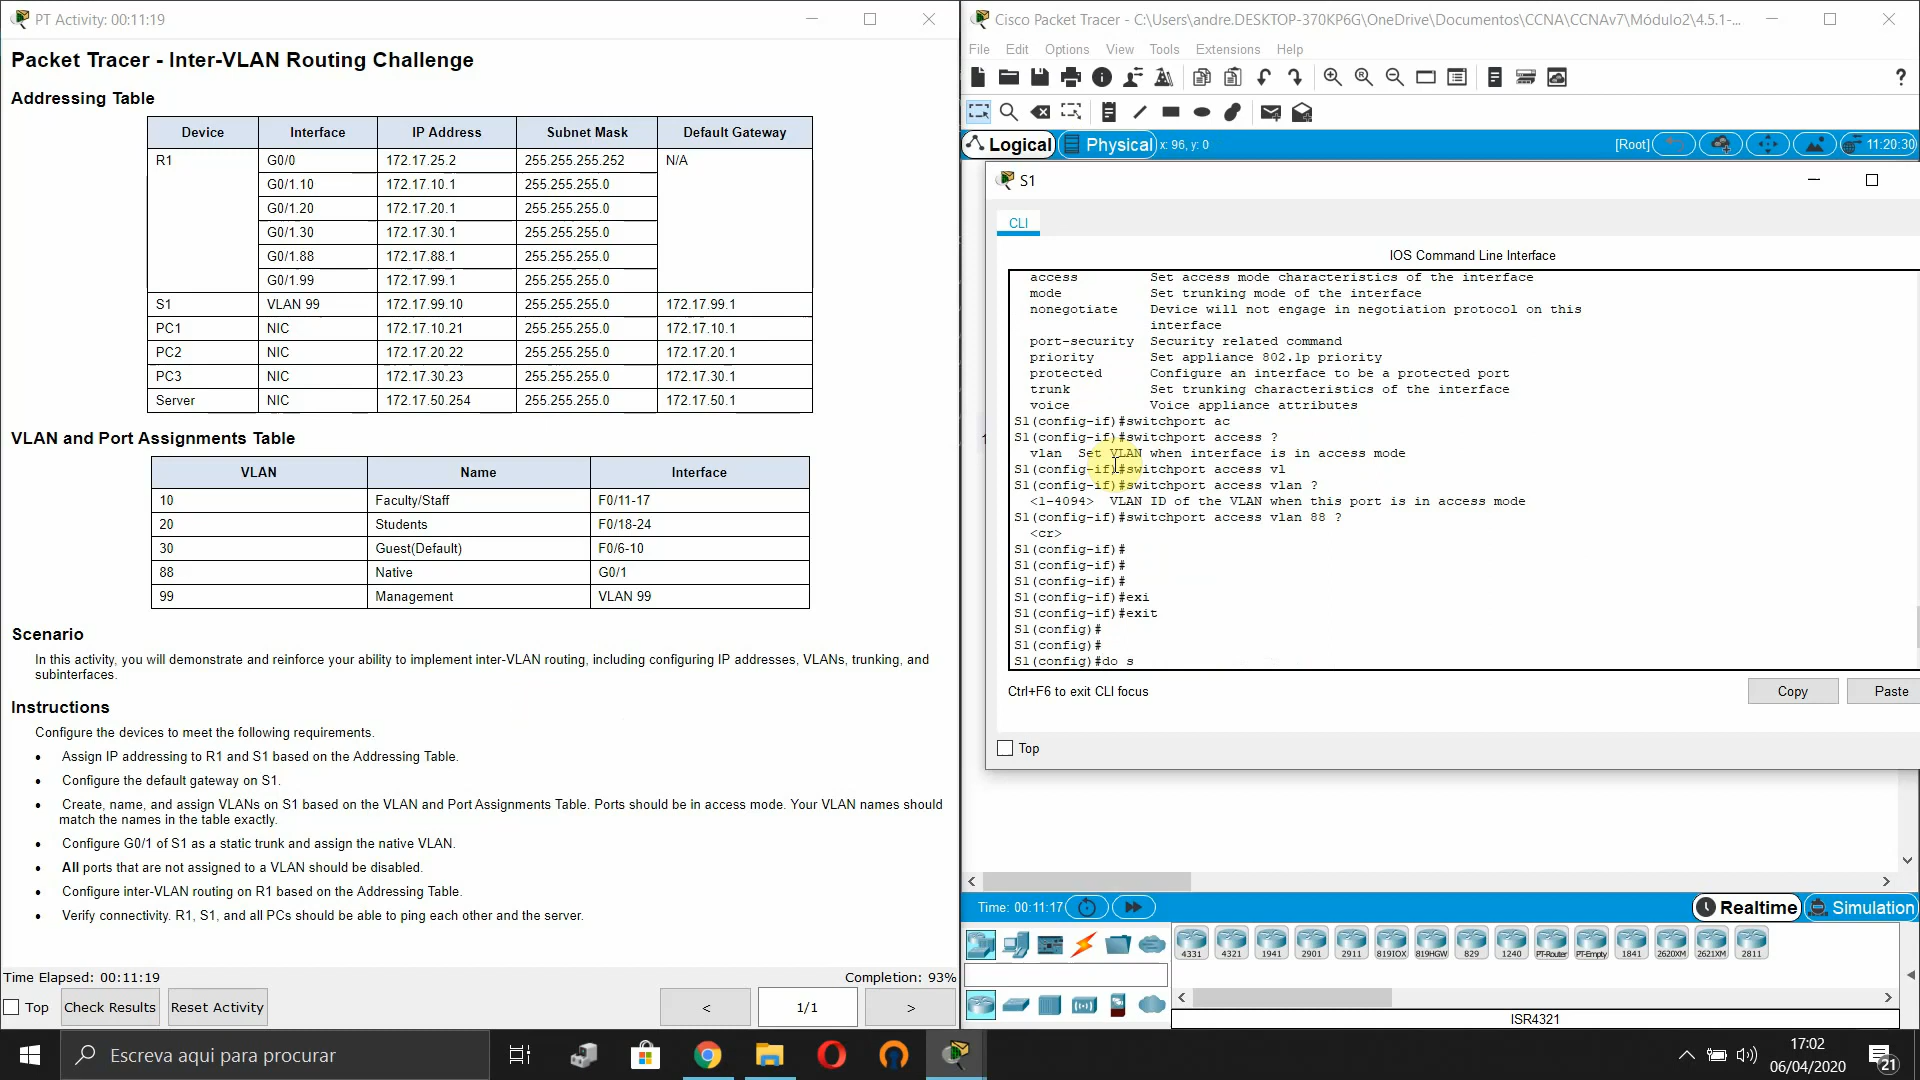 PT Activity: 00:11:19
Packet Tracer - Inter-VLAN Routing Challenge
Addressing Table
Device Interface IP Address Subnet Mask Default Gateway
R1 G0/0 172.17.25.2 255.255.255.252 N/A
G0/1.10 172.17.10.1 255.255.255.0
G0/1.20 172.17.20.1 255.255.255.0
G0/1.30 172.17.30.1 255.255.255.0
G0/1.88 172.17.88.1 255.255.255.0
G0/1.99 172.17.99.1 255.255.255.0
S1 VLAN 99 172.17.99.10 255.255.255.0 172.17.99.1
PC1 NIC 172.17.10.21 255.255.255.0 172.17.10.1
PC2 NIC 172.17.20.22 255.255.255.0 172.17.20.1
PC3 NIC 172.17.30.23 255.255.255.0 172.17.30.1
Server NIC 172.17.50.254 255.255.255.0 172.17.50.1
VLAN and Port Assignments Table
VLAN Name Interface
10 Faculty/Staff F0/11-17
20 Students F0/18-24
30 Guest(Default) F0/6-10
88 Native G0/1
99 Management VLAN 99
Scenario
In this activity, you will demonstrate and reinforce your ability to implement inter-VLAN routing, including configuring IP addresses, VLANs, trunking, and
subinterfaces.
Instructions
Configure the devices to meet the following requirements.
• Assign IP addressing to R1 and S1 based on the Addressing Table.
• Configure the default gateway on S1.
• Create, name, and assign VLANs on S1 based on the VLAN and Port Assignments Table. Ports should be in access mode. Your VLAN names should
match the names in the table exactly.
• Configure G0/1 of S1 as a static trunk and assign the native VLAN.
• All ports that are not assigned to a VLAN should be disabled.
• Configure inter-VLAN routing on R1 based on the Addressing Table.
• Verify connectivity. R1, S1, and all PCs should be able to ping each other and the server.
Time Elapsed: 00:11:19 Completion: 93%
Top Check Results Reset Activity < 1/1 >
Cisco Packet Tracer - C:\Users\andre.DESKTOP-370KP6G\OneDrive\Documentos\CCNA\CCNAv7\Módulo2\4.5.1-...
File Edit Options View Tools Extensions Help
?
Logical Physical x: 96, y: 0 [Root] 11:20:30
S1
CLI
IOS Command Line Interface
access Set access mode characteristics of the interface
mode Set trunking mode of the interface
nonegotiate Device will not engage in negotiation protocol on this
interface
port-security Security related command
priority Set appliance 802.1p priority
protected Configure an interface to be a protected port
trunk Set trunking characteristics of the interface
voice Voice appliance attributes
S1(config-if)#switchport ac
S1(config-if)#switchport access ?
vlan Set VLAN when interface is in access mode
S1(config-if)#switchport access vl
S1(config-if)#switchport access vlan ?
<1-4094> VLAN ID of the VLAN when this port is in access mode
S1(config-if)#switchport access vlan 88 ?
<cr>
S1(config-if)#
S1(config-if)#
S1(config-if)#
S1(config-if)#exi
S1(config-if)#exit
S1(config)#
S1(config)#
S1(config)#do s
Ctrl+F6 to exit CLI focus
Copy Paste
Top
Time: 00:11:17 Realtime Simulation
4331 4321 1941 2901 2911 819IOX 819HGW 829 1240 PT-Router PT-Empty 1841 2620XM 2621XM 2811
ISR4321
Escreva aqui para procurar
17:02
06/04/2020
21